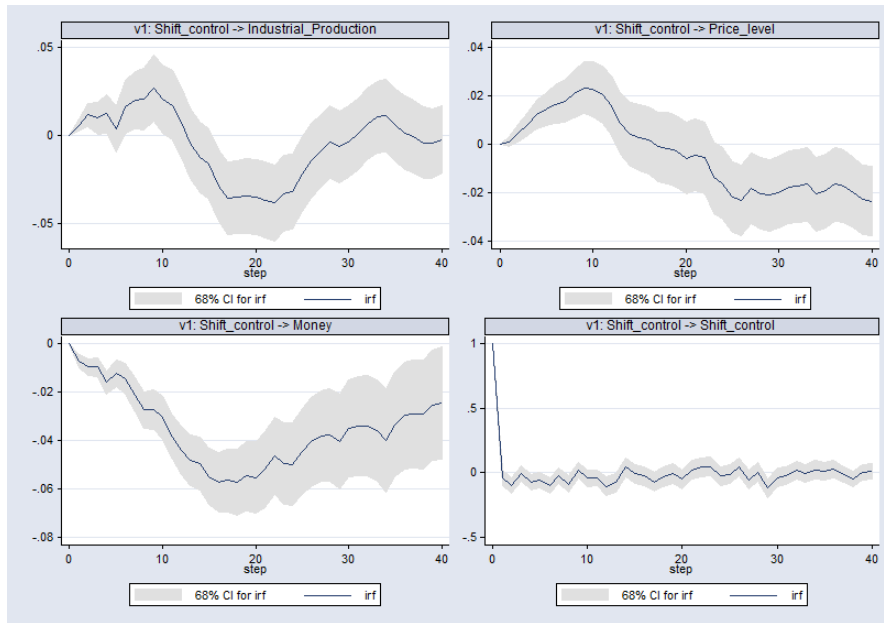 v1: Shift_control -> Industrial_Production
.05
0
-.05
0
10
20
30
40
step
68% CI for irf
irf
v1: Shift_control -> Price_level
.04
.02
0
-.02
-.04
0
10
20
30
40
step
68% CI for irf
irf
v1: Shift_control -> Money
0
-.02
-.04
-.06
-.08
0
10
20
30
40
step
68% CI for irf
irf
v1: Shift_control -> Shift_control
1
.5
0
-.5
0
10
20
30
40
step
68% CI for irf
irf